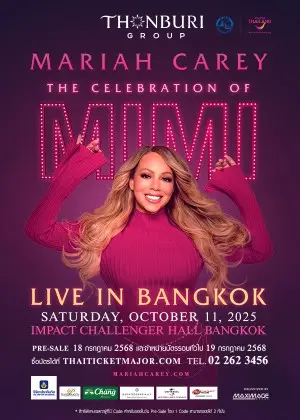 THONBURI
GROUP
MARIAH CAREY
THE CELEBRATION OF
MIMI
LIVE IN BANGKOK
SATURDAY, OCTOBER 11, 2025
IMPACT CHALLENGER HALL BANGKOK
PRE-SALE 18 กรกฎาคม 2568 และจำหน่ายบัตรรอบทั่วไป 19 กรกฎาคม 2568
ซื้อบัตรได้ที่ THAITICKETMAJOR.COM TEL. 02 262 3456
MARIAHCAREY.COM
Chang
MAXIMAGE